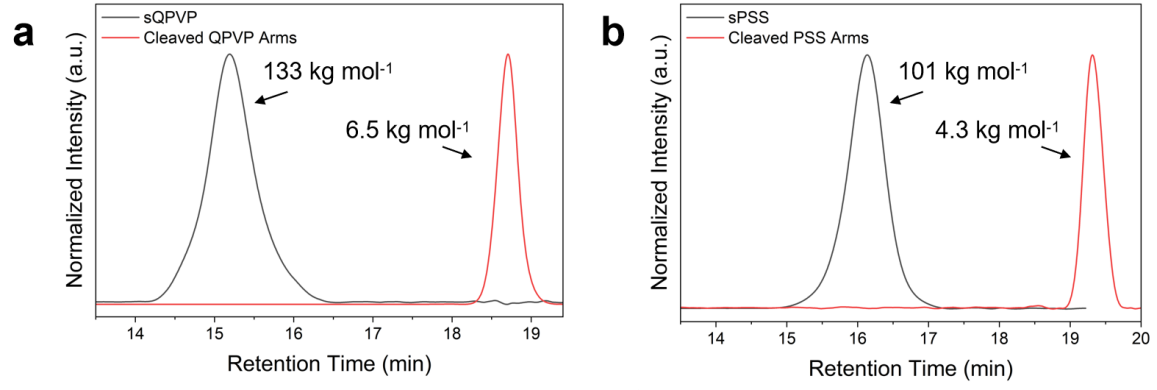 a
sQPVP
Cleaved QPVP Arms
133 kg mol⁻¹
6.5 kg mol⁻¹
Normalized Intensity (a.u.)
14 15 16 17 18 19
Retention Time (min)
b
sPSS
Cleaved PSS Arms
101 kg mol⁻¹
4.3 kg mol⁻¹
Normalized Intensity (a.u.)
14 15 16 17 18 19 20
Retention Time (min)